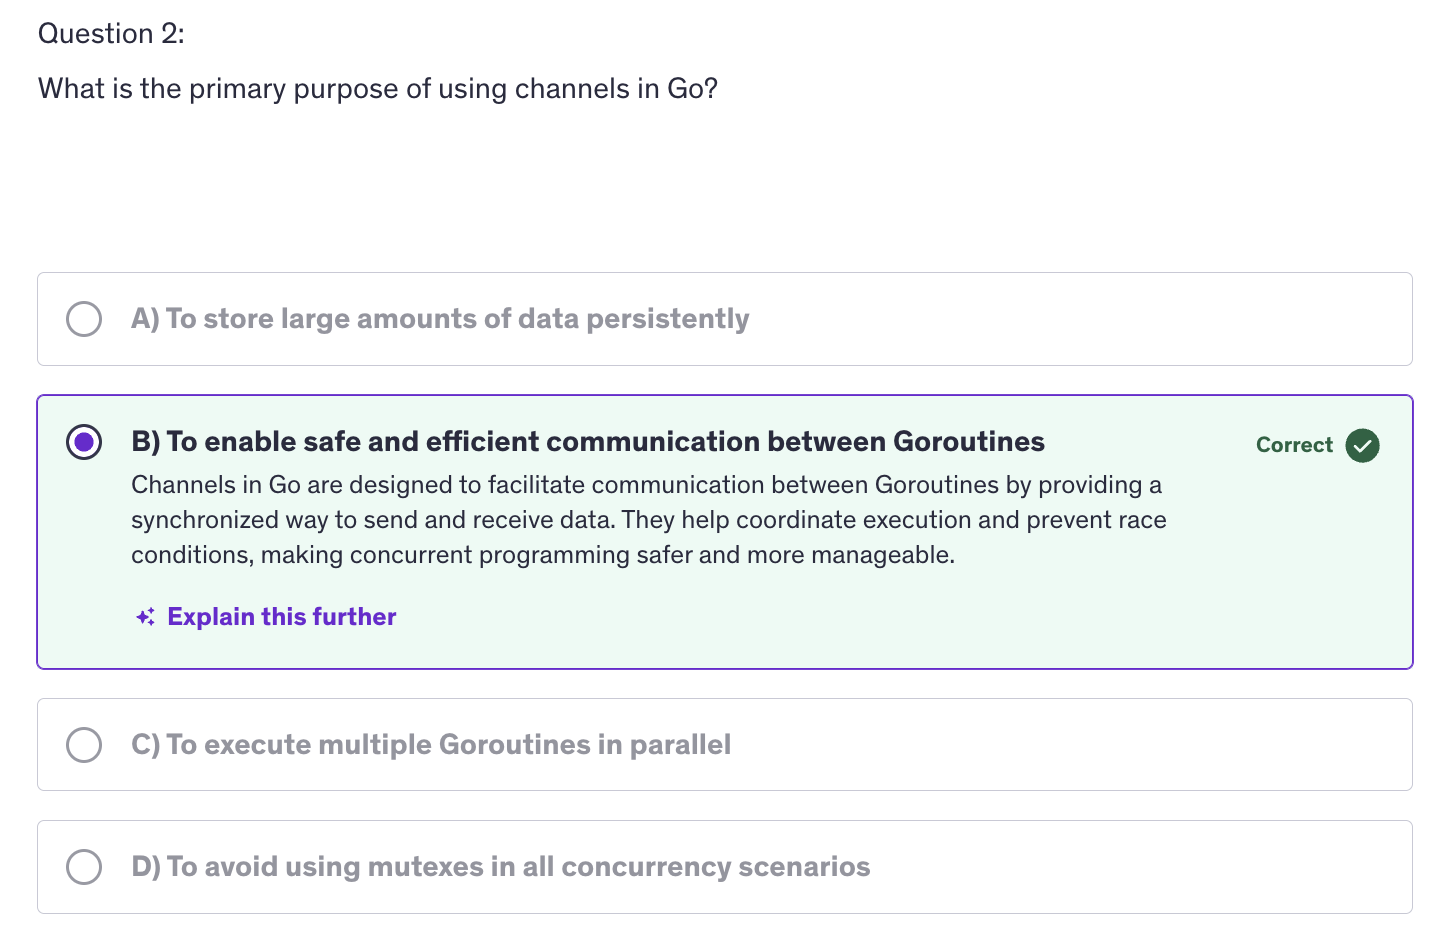 Question 2:
What is the primary purpose of using channels in Go?
A) To store large amounts of data persistently
B) To enable safe and efficient communication between Goroutines
Correct
Channels in Go are designed to facilitate communication between Goroutines by providing a
synchronized way to send and receive data. They help coordinate execution and prevent race
conditions, making concurrent programming safer and more manageable.
Explain this further
C) To execute multiple Goroutines in parallel
D) To avoid using mutexes in all concurrency scenarios